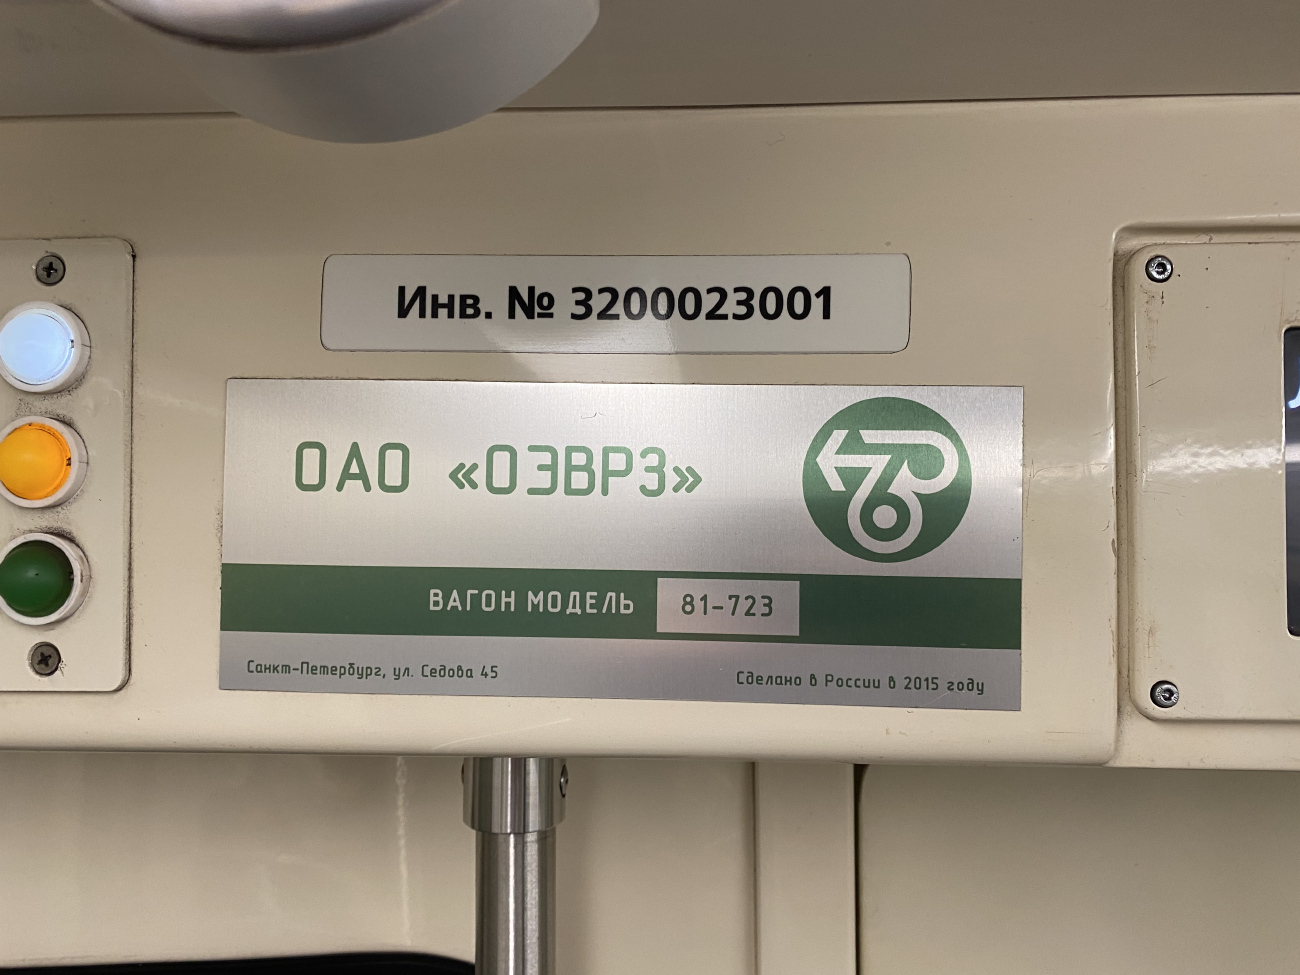 Инв. № 3200023001
ОАО «ОЭВРЗ»
ВАГОН МОДЕЛЬ 81-723
Санкт-Петербург, ул. Седова 45
Сделано в России в 2015 году